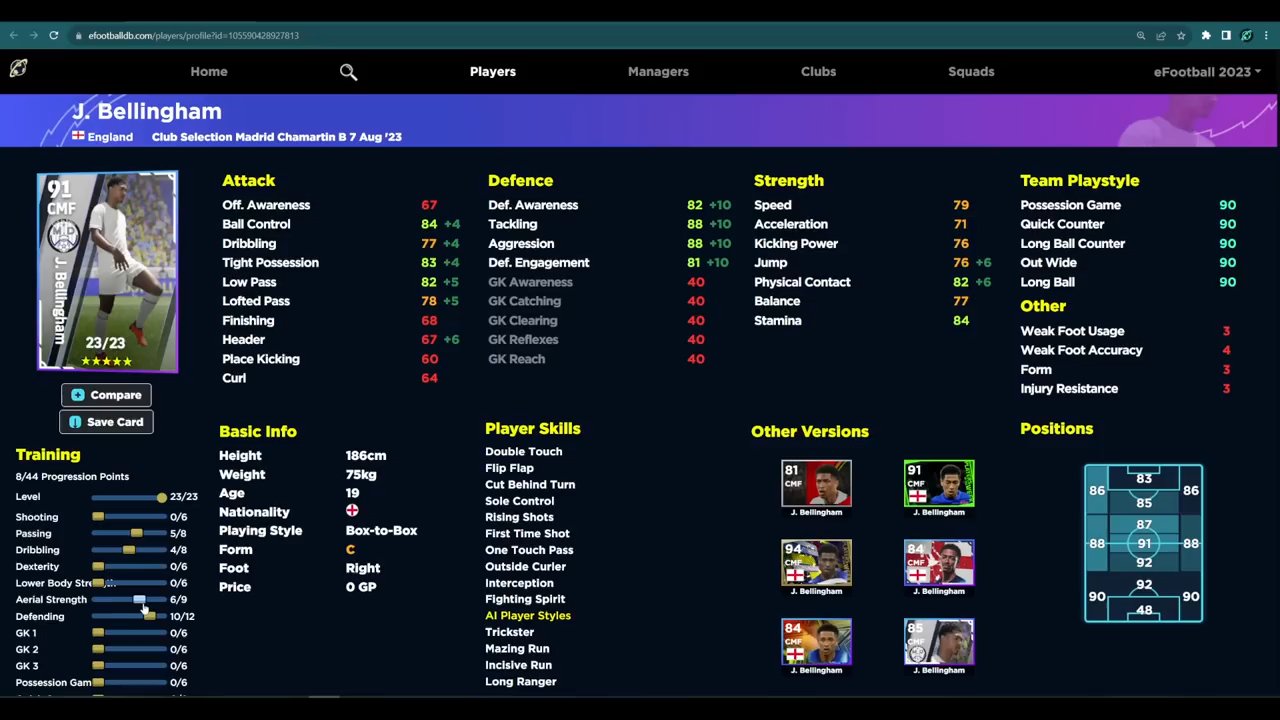 efootballdb.com/players/profile?id=105590428927813
Home
Players
Managers
Clubs
Squads
eFootball 2023
J. Bellingham
England
Club Selection Madrid Chamartin B 7 Aug '23
91
CMF
J. Bellingham
23/23
Compare
Save Card
Training
8/44 Progression Points
Level 23/23
Shooting 0/6
Passing 5/8
Dribbling 4/8
Dexterity 0/6
Lower Body Stren 0/6
Aerial Strength 6/9
Defending 10/12
GK 1 0/6
GK 2 0/6
GK 3 0/6
Possession Gam 0/6
Attack
Off. Awareness 67
Ball Control 84 +4
Dribbling 77 +4
Tight Possession 83 +4
Low Pass 82 +5
Lofted Pass 78 +5
Finishing 68
Header 67 +6
Place Kicking 60
Curl 64
Defence
Def. Awareness 82 +10
Tackling 88 +10
Aggression 88 +10
Def. Engagement 81 +10
GK Awareness 40
GK Catching 40
GK Clearing 40
GK Reflexes 40
GK Reach 40
Strength
Speed 79
Acceleration 71
Kicking Power 76
Jump 76 +6
Physical Contact 82 +6
Balance 77
Stamina 84
Team Playstyle
Possession Game 90
Quick Counter 90
Long Ball Counter 90
Out Wide 90
Long Ball 90
Other
Weak Foot Usage 3
Weak Foot Accuracy 4
Form 3
Injury Resistance 3
Basic Info
Height 186cm
Weight 75kg
Age 19
Nationality
Playing Style Box-to-Box
Form C
Foot Right
Price 0 GP
Player Skills
Double Touch
Flip Flap
Cut Behind Turn
Sole Control
Rising Shots
First Time Shot
One Touch Pass
Outside Curler
Interception
Fighting Spirit
AI Player Styles
Trickster
Mazing Run
Incisive Run
Long Ranger
Other Versions
81
CMF
J. Bellingham
91
CMF
J. Bellingham
94
CMF
J. Bellingham
84
CMF
J. Bellingham
84
CMF
J. Bellingham
85
CMF
J. Bellingham
Positions
83
86 85 86
87
88 91 88
92
90 92 90
48